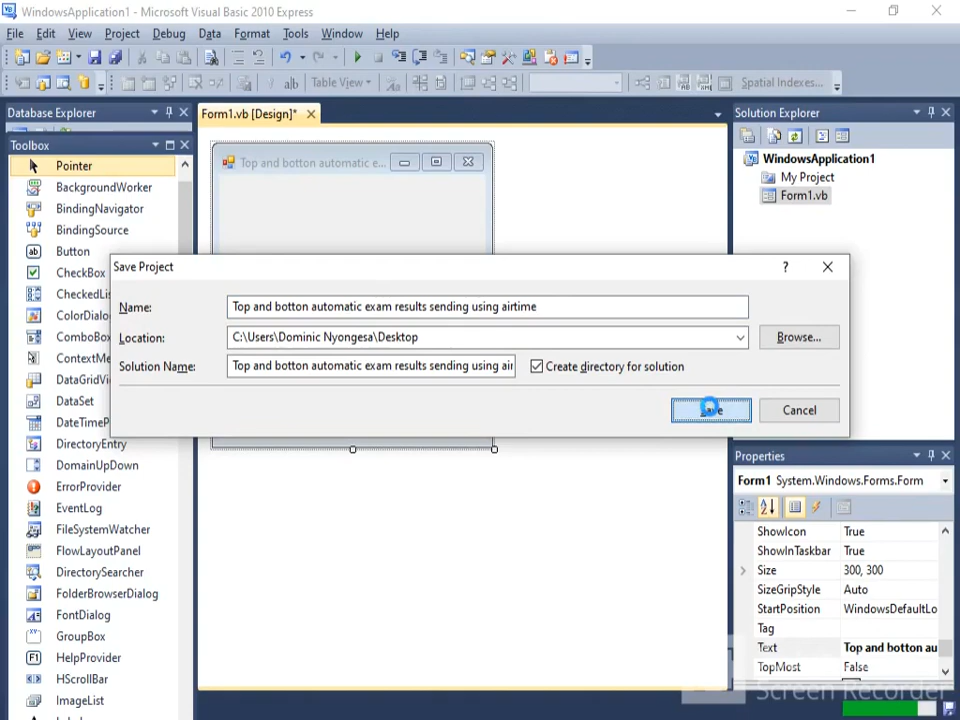 WindowsApplication1 - Microsoft Visual Basic 2010 Express
File Edit View Project Debug Data Format Tools Window Help
Table View
Spatial Indexes...
Database Explorer
Form1.vb [Design]*
Solution Explorer
Toolbox
Pointer
BackgroundWorker
BindingNavigator
BindingSource
Button
CheckBox
CheckedLis
ColorDialo
ComboBox
ContextMe
DataGridVi
DataSet
DateTimeP
DirectoryEntry
DomainUpDown
ErrorProvider
EventLog
FileSystemWatcher
FlowLayoutPanel
DirectorySearcher
FolderBrowserDialog
FontDialog
GroupBox
HelpProvider
HScrollBar
ImageList
Top and botton automatic e...
WindowsApplication1
My Project
Form1.vb
Save Project
?
Name: Top and botton automatic exam results sending using airtime
Location: C:\Users\Dominic Nyongesa\Desktop
Browse...
Solution Name: Top and botton automatic exam results sending using air
Create directory for solution
Cancel
Properties
Form1 System.Windows.Forms.Form
ShowIcon True
ShowInTaskbar True
Size 300, 300
SizeGripStyle Auto
StartPosition WindowsDefaultLo
Tag
Text Top and botton au
TopMost False
Screen Recorder